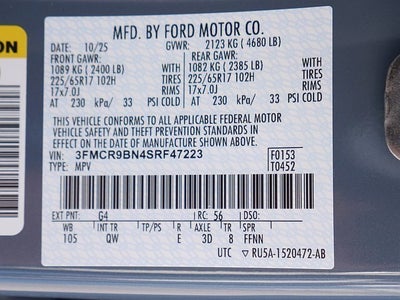 ON
MFD. BY FORD MOTOR CO.
DATE: 10/25 GVWR: 2123 KG ( 4680 LB)
FRONT GAWR: REAR GAWR:
1089 KG ( 2400 LB) WITH 1082 KG ( 2385 LB) WITH
225/65R17 102H TIRES 225/65R17 102H TIRES
17x7.0J RIMS 17x7.0J RIMS
AT 230 kPa/ 33 PSI COLD AT 230 kPa/ 33 PSI COLD
THIS VEHICLE CONFORMS TO ALL APPLICABLE FEDERAL MOTOR
VEHICLE SAFETY AND THEFT PREVENTION STANDARDS IN
EFFECT ON THE DATE OF MANUFACTURE SHOWN ABOVE.
VIN: 3FMCR9BN4SRF47223 F0153
TYPE: MPV T0452
EXT PNT: G4 RC: 56 DSO:
WB INT TR TP/PS R AXLE TR SPR
105 QW E 3D 8 FFNN
UTC RU5A-1520472-AB